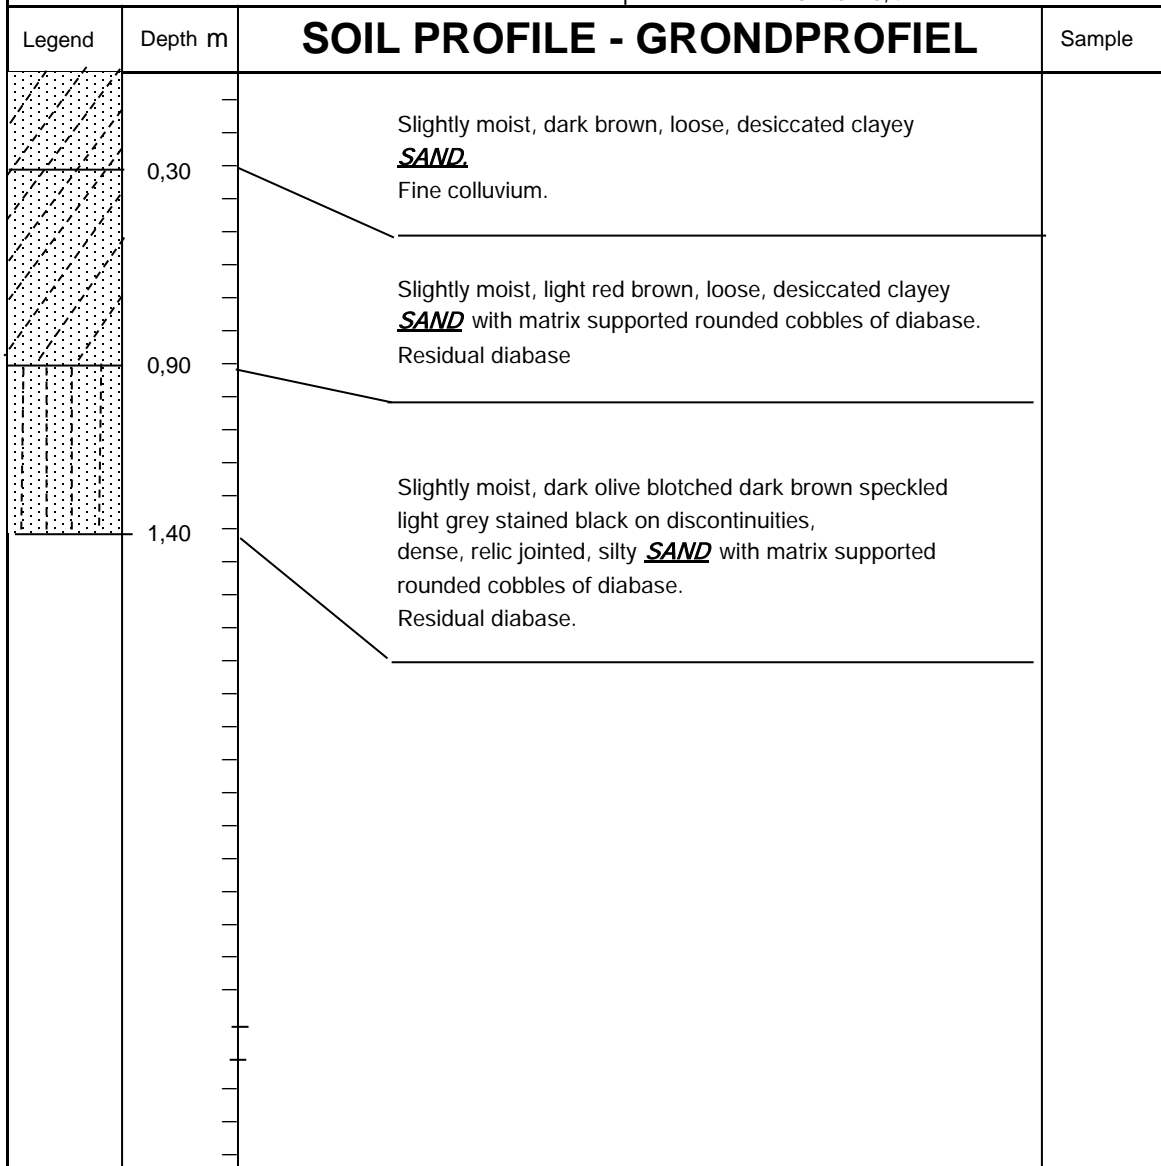 Legend
Depth m
SOIL PROFILE - GRONDPROFIEL
Sample
Slightly moist, dark brown, loose, desiccated clayey
SAND.
Fine colluvium.
0,30
Slightly moist, light red brown, loose, desiccated clayey
SAND with matrix supported rounded cobbles of diabase.
Residual diabase
0,90
Slightly moist, dark olive blotched dark brown speckled
light grey stained black on discontinuities,
dense, relic jointed, silty SAND with matrix supported
rounded cobbles of diabase.
Residual diabase.
1,40